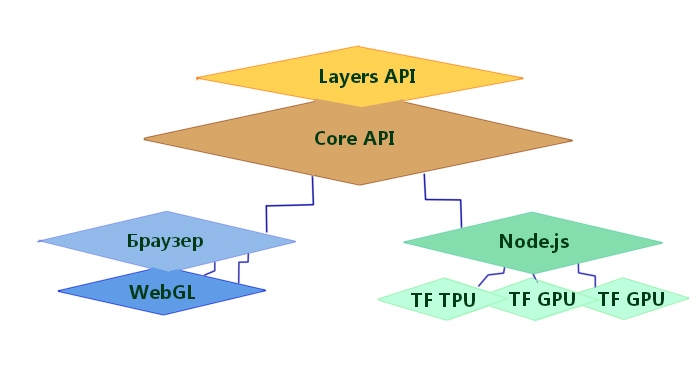 Layers API
Core API
Браузер
Node.js
WebGL
TF TPU
TF GPU
TF GPU